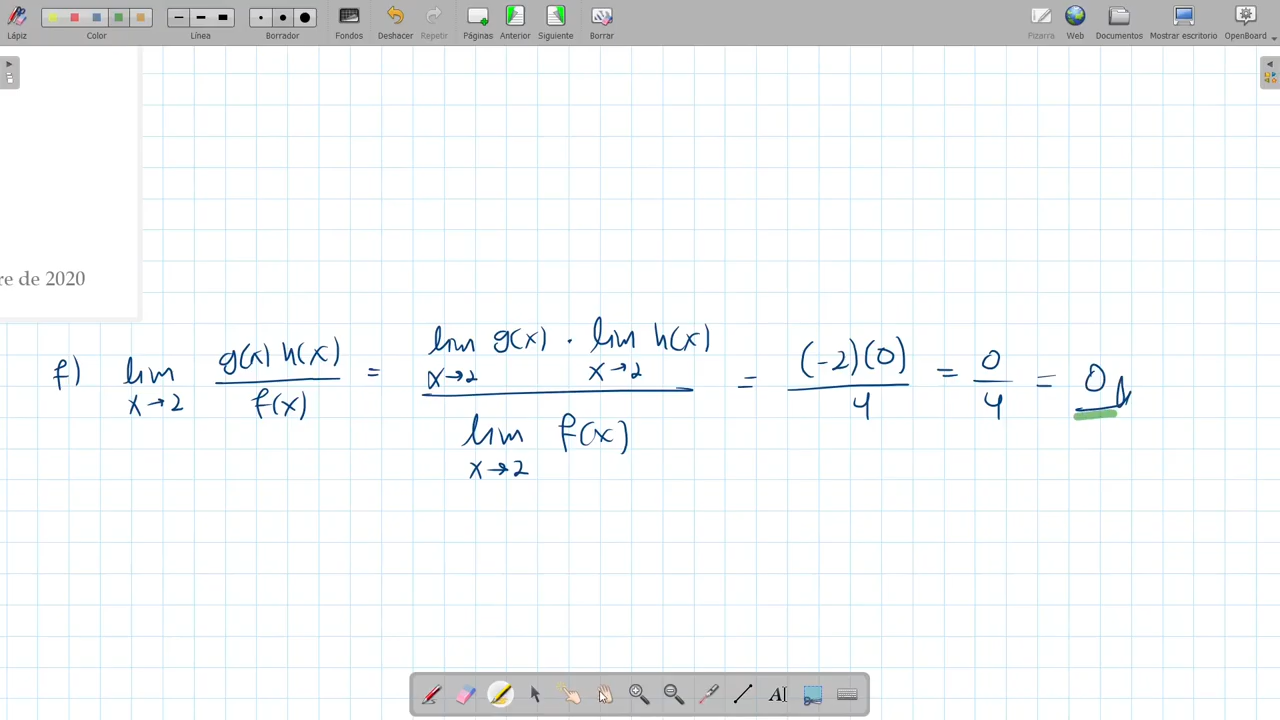 Lápiz Color Línea Borrador Fondos Deshacer Repetir Páginas Anterior Siguiente Borrar Pizarra Web Documentos Mostrar escritorio OpenBoard
re de 2020
f) lim x→2 g(x) h(x) / f(x) = lim x→2 g(x) · lim x→2 h(x) / lim x→2 f(x) = (-2)(0) / 4 = 0 / 4 = 0
AI